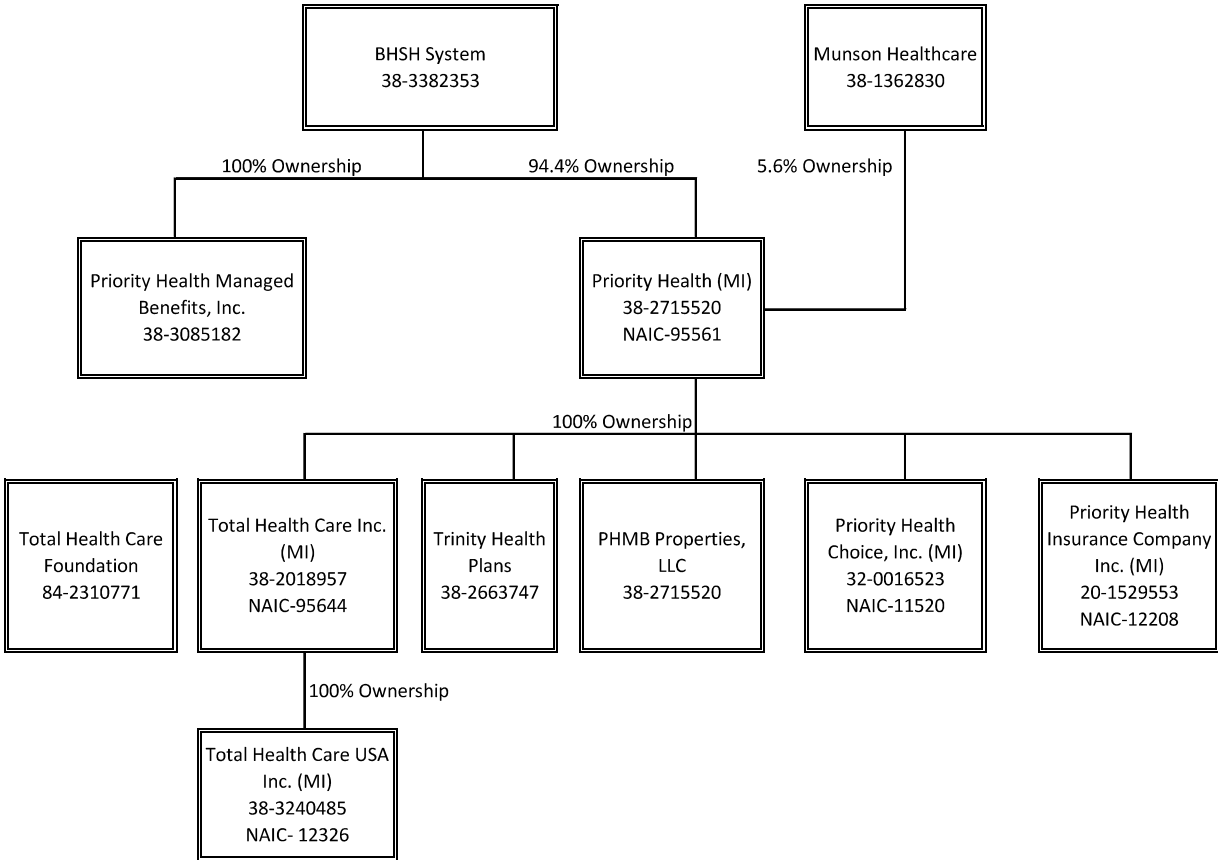 BHSH System
38-3382353
Munson Healthcare
38-1362830
100% Ownership
94.4% Ownership
5.6% Ownership
Priority Health Managed
Benefits, Inc.
38-3085182
Priority Health (MI)
38-2715520
NAIC-95561
100% Ownership
Total Health Care
Foundation
84-2310771
Total Health Care Inc.
(MI)
38-2018957
NAIC-95644
Trinity Health
Plans
38-2663747
PHMB Properties,
LLC
38-2715520
Priority Health
Choice, Inc. (MI)
32-0016523
NAIC-11520
Priority Health
Insurance Company
Inc. (MI)
20-1529553
NAIC-12208
100% Ownership
Total Health Care USA
Inc. (MI)
38-3240485
NAIC- 12326